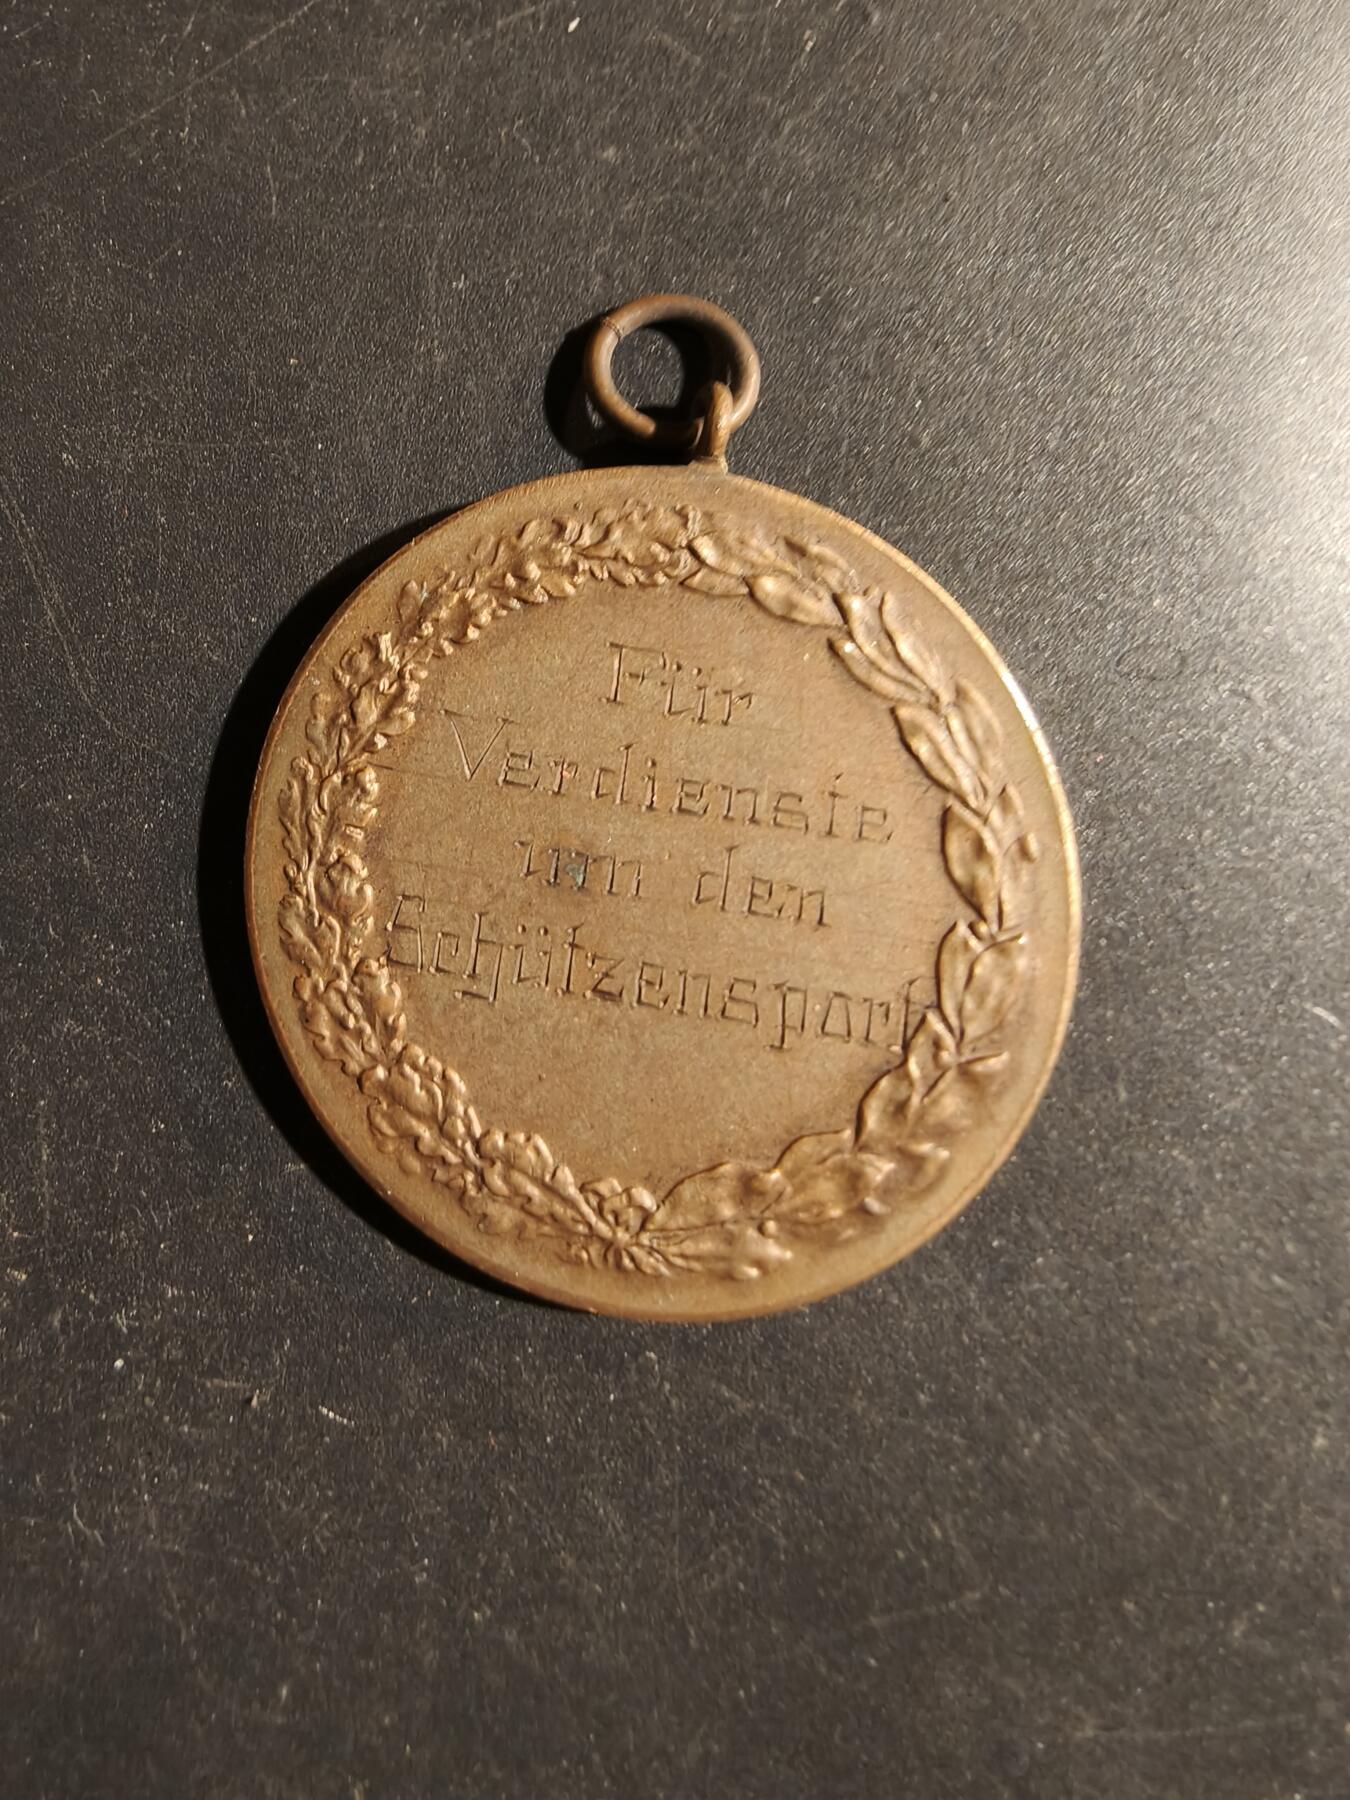 Für
Verdienste
um den
Schützensport